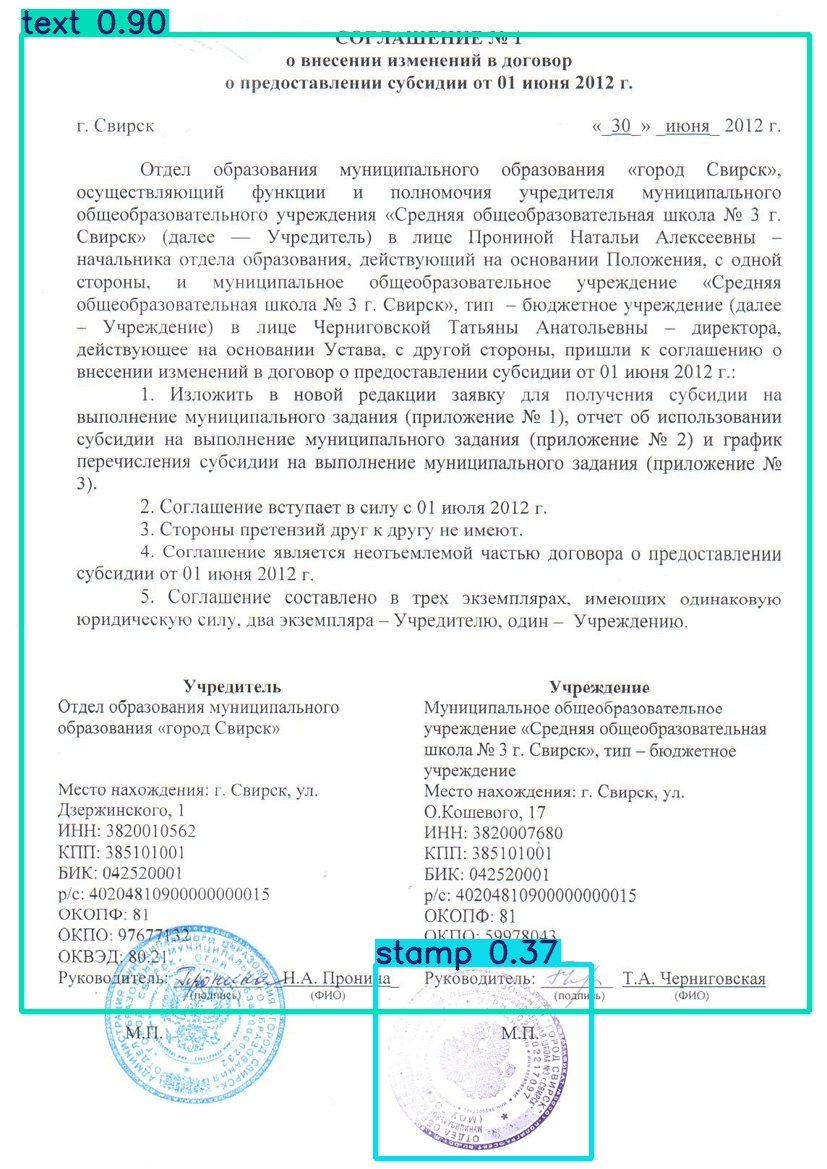 text 0.90
СОГЛАШЕНИЕ № 1
о внесении изменений в договор
о предоставлении субсидии от 01 июня 2012 г.
г. Свирск «_30_» _июня_ 2012 г.
Отдел образования муниципального образования «город Свирск»,
осуществляющий функции и полномочия учредителя муниципального
общеобразовательного учреждения «Средняя общеобразовательная школа № 3 г.
Свирск» (далее — Учредитель) в лице Прониной Натальи Алексеевны –
начальника отдела образования, действующий на основании Положения, с одной
стороны, и муниципальное общеобразовательное учреждение «Средняя
общеобразовательная школа № 3 г. Свирск», тип – бюджетное учреждение (далее
– Учреждение) в лице Черниговской Татьяны Анатольевны – директора,
действующее на основании Устава, с другой стороны, пришли к соглашению о
внесении изменений в договор о предоставлении субсидии от 01 июня 2012 г.:
1. Изложить в новой редакции заявку для получения субсидии на
выполнение муниципального задания (приложение № 1), отчет об использовании
субсидии на выполнение муниципального задания (приложение № 2) и график
перечисления субсидии на выполнение муниципального задания (приложение №
3).
2. Соглашение вступает в силу с 01 июля 2012 г.
3. Стороны претензий друг к другу не имеют.
4. Соглашение является неотъемлемой частью договора о предоставлении
субсидии от 01 июня 2012 г.
5. Соглашение составлено в трех экземплярах, имеющих одинаковую
юридическую силу, два экземпляра – Учредителю, один – Учреждению.
Учредитель
Отдел образования муниципального
образования «город Свирск»
Место нахождения: г. Свирск, ул.
Дзержинского, 1
ИНН: 3820010562
КПП: 385101001
БИК: 042520001
р/с: 40204810900000000015
ОКОПФ: 81
ОКПО: 97677132
ОКВЭД: 80.21
Руководитель: Н.А. Пронина
(подпись) (ФИО)
М.П.
Учреждение
Муниципальное общеобразовательное
учреждение «Средняя общеобразовательная
школа № 3 г. Свирск», тип – бюджетное
учреждение
Место нахождения: г. Свирск, ул.
О.Кошевого, 17
ИНН: 3820007680
КПП: 385101001
БИК: 042520001
р/с: 40204810900000000015
ОКОПФ: 81
ОКПО: 59978043
stamp 0.37
Руководитель: Т.А. Черниговская
(подпись) (ФИО)
М.П.